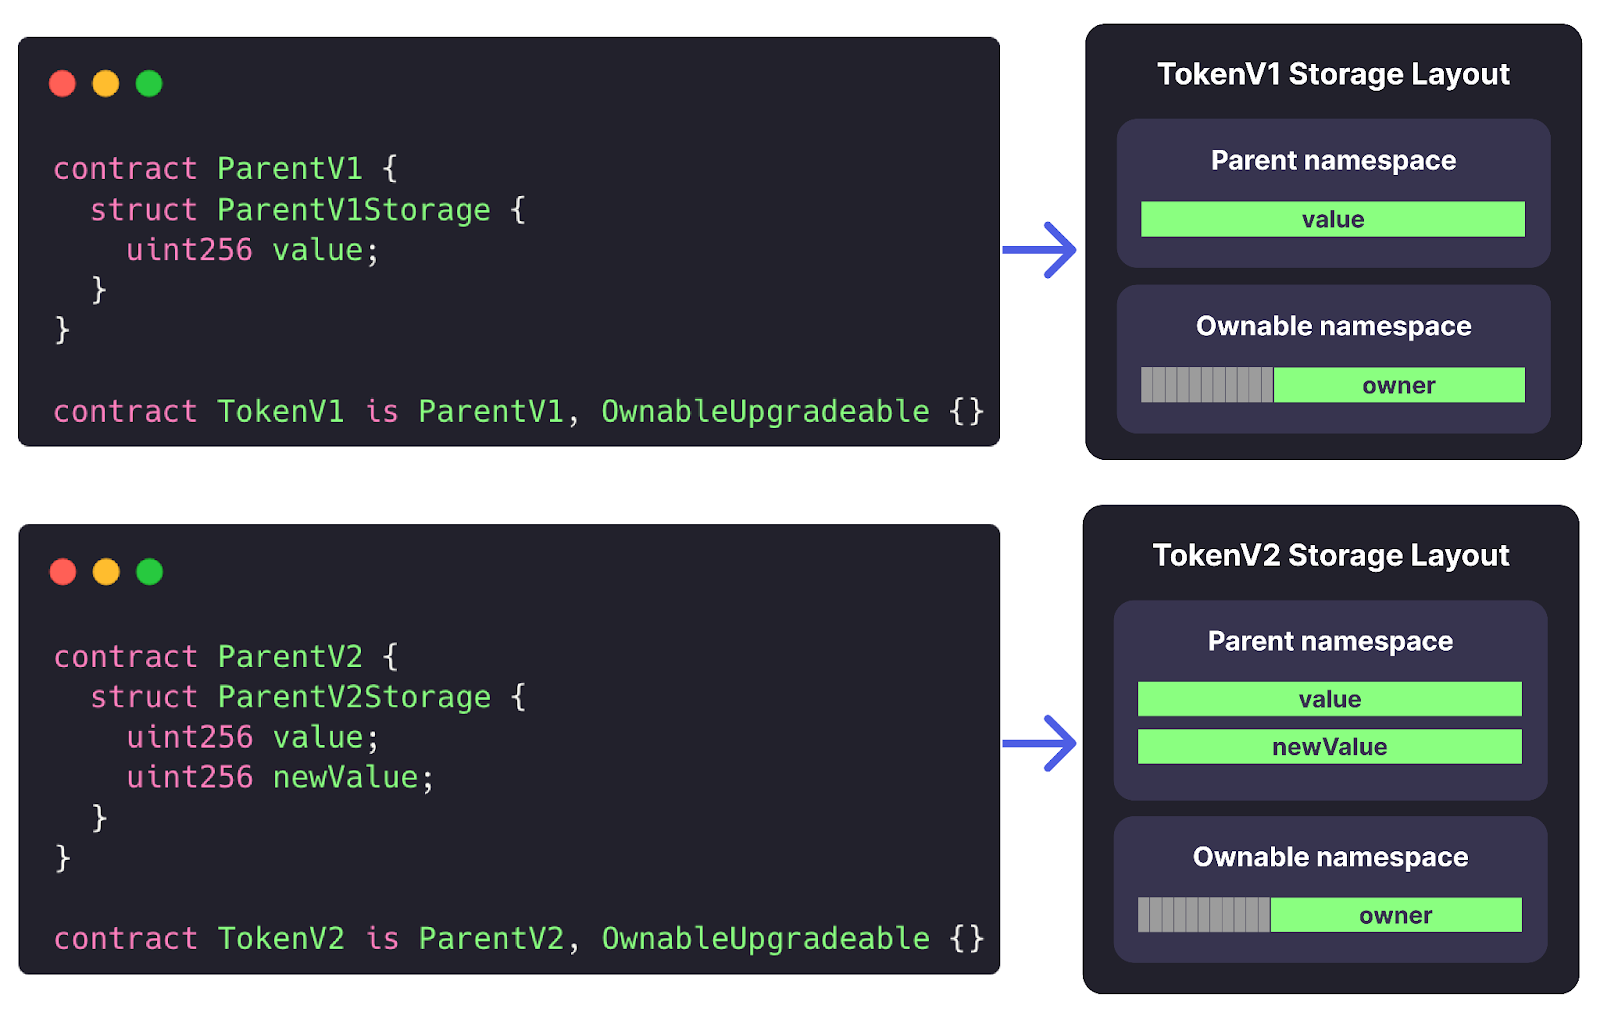 contract ParentV1 {
struct ParentV1Storage {
uint256 value;
}
}
contract TokenV1 is ParentV1, OwnableUpgradeable {}
TokenV1 Storage Layout
Parent namespace
value
Ownable namespace
owner
contract ParentV2 {
struct ParentV2Storage {
uint256 value;
uint256 newValue;
}
}
contract TokenV2 is ParentV2, OwnableUpgradeable {}
TokenV2 Storage Layout
Parent namespace
value
newValue
Ownable namespace
owner